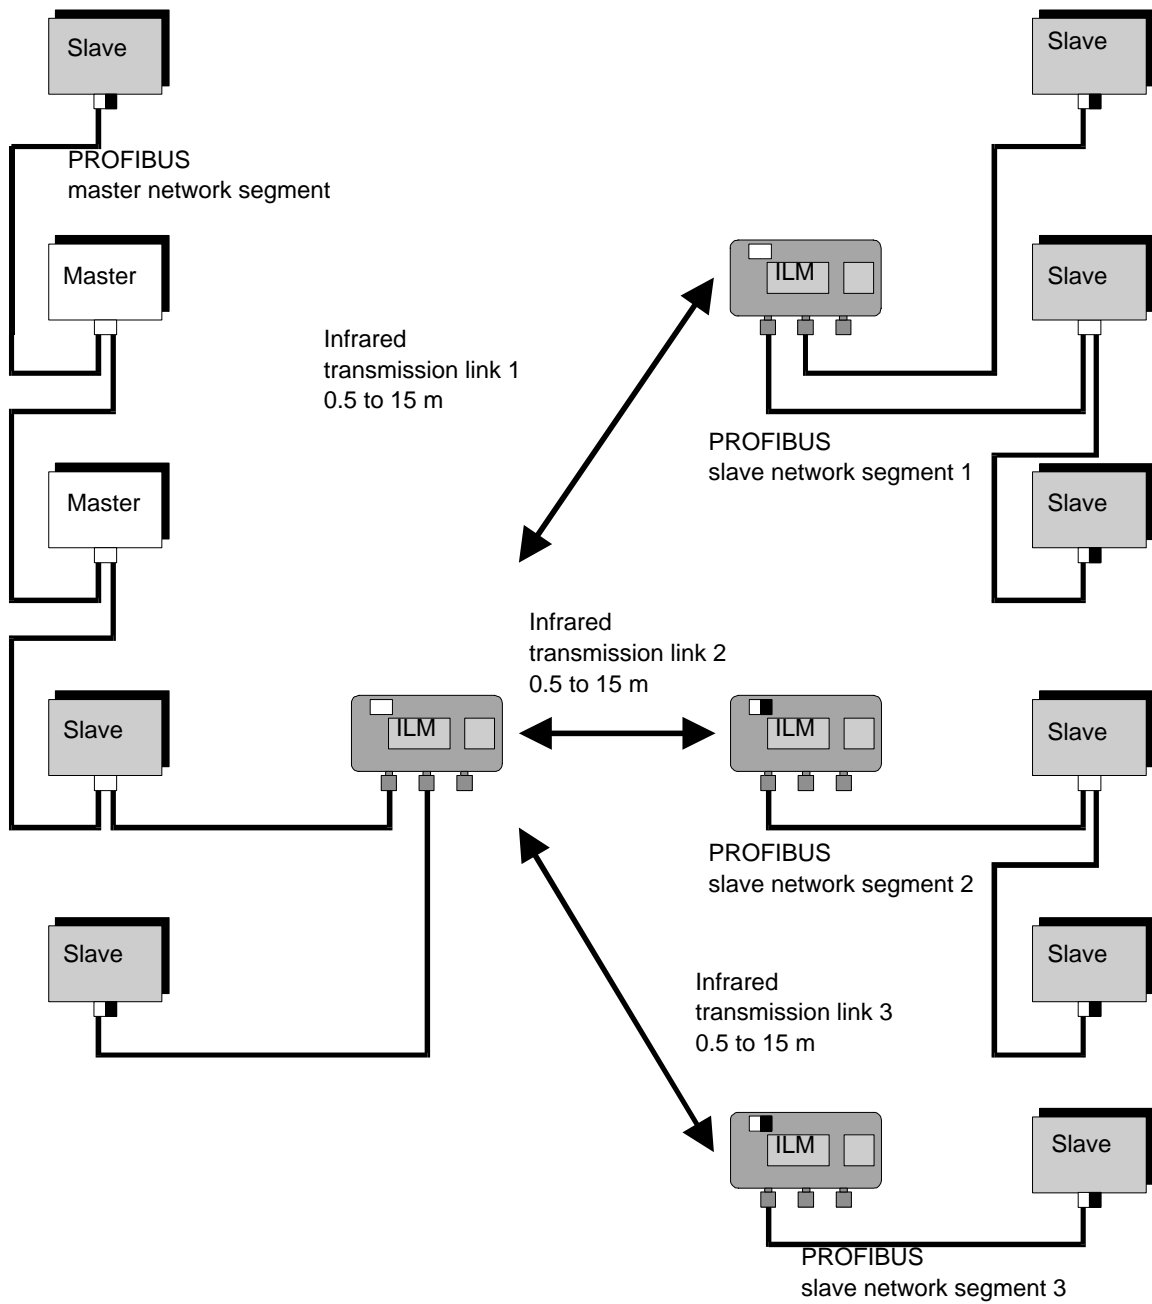 Slave
Slave
PROFIBUS
master network segment
Master
ILM
Slave
Infrared
transmission link 1
0.5 to 15 m
PROFIBUS
slave network segment 1
Master
Slave
Infrared
transmission link 2
0.5 to 15 m
Slave
ILM
ILM
Slave
PROFIBUS
slave network segment 2
Slave
Slave
Infrared
transmission link 3
0.5 to 15 m
ILM
Slave
PROFIBUS
slave network segment 3